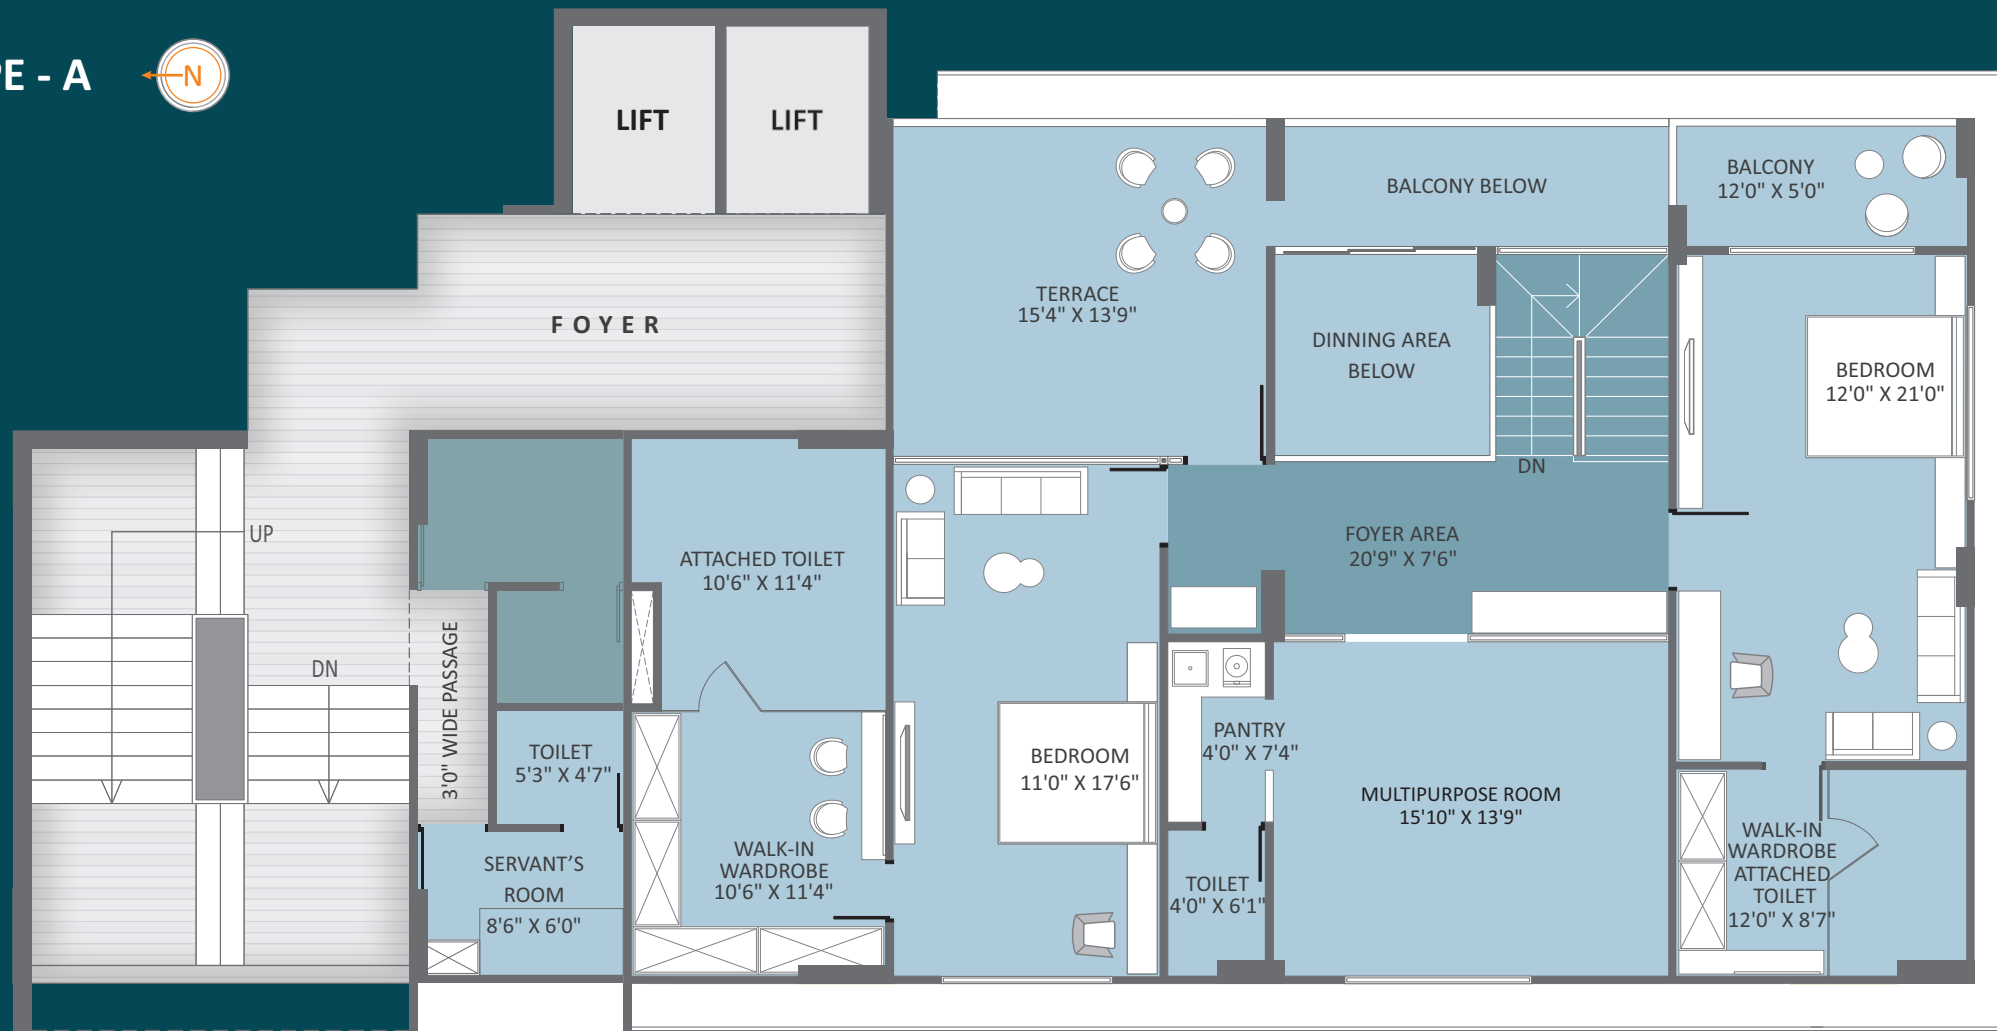 PE - A
N
LIFT
LIFT
BALCONY
12'0" X 5'0"
BALCONY BELOW
TERRACE
15'4" X 13'9"
FOYER
DINNING AREA
BELOW
BEDROOM
12'0" X 21'0"
DN
UP
FOYER AREA
20'9" X 7'6"
ATTACHED TOILET
10'6" X 11'4"
DN
3'0" WIDE PASSAGE
TOILET
5'3" X 4'7"
PANTRY
4'0" X 7'4"
BEDROOM
11'0" X 17'6"
MULTIPURPOSE ROOM
15'10" X 13'9"
WALK-IN
WARDROBE
10'6" X 11'4"
WALK-IN
WARDROBE
ATTACHED
TOILET
12'0" X 8'7"
SERVANT'S
ROOM
8'6" X 6'0"
TOILET
4'0" X 6'1"